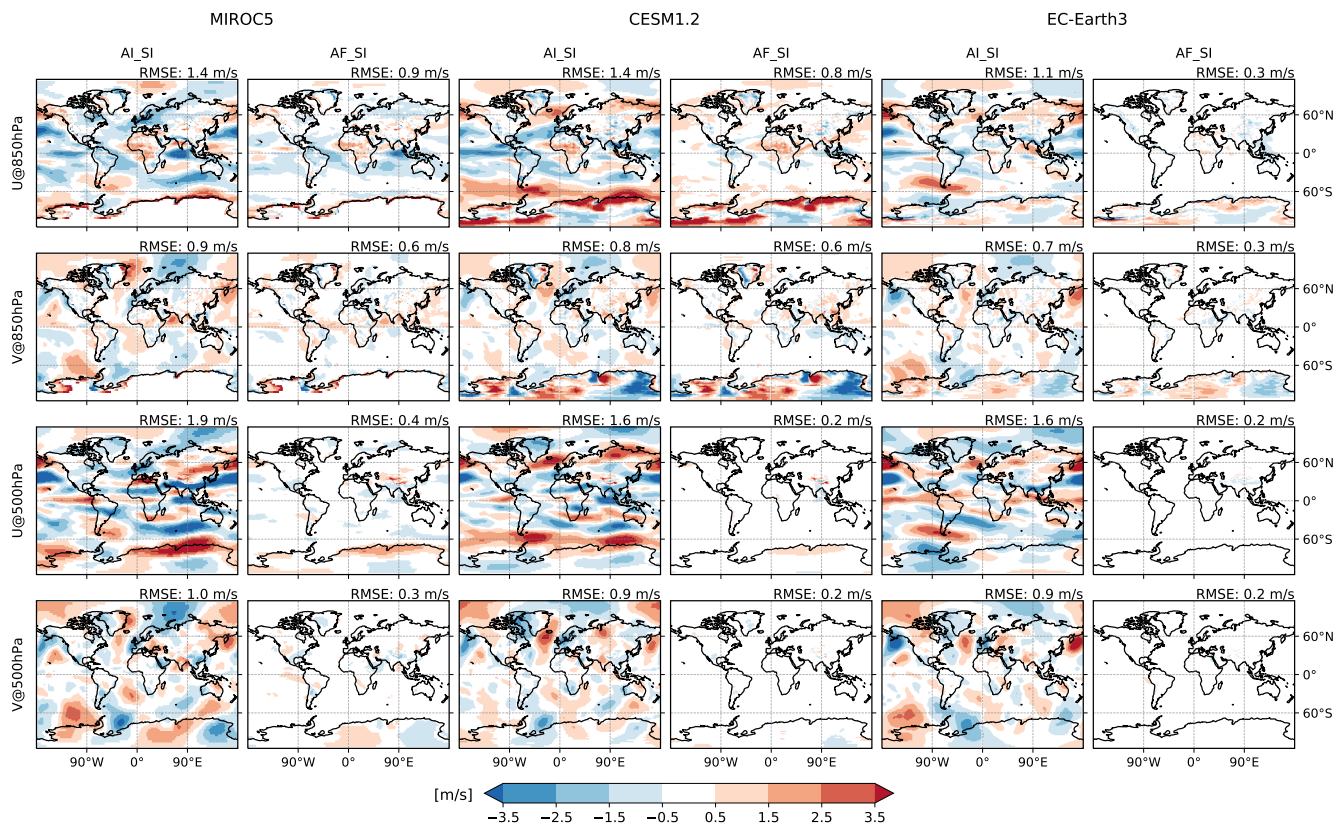 MIROC5 CESM1.2 EC-Earth3
AI_SI AF_SI AI_SI AF_SI AI_SI AF_SI
RMSE: 1.4 m/s RMSE: 0.9 m/s RMSE: 1.4 m/s RMSE: 0.8 m/s RMSE: 1.1 m/s RMSE: 0.3 m/s
U@850hPa
60°N
0°
60°S
RMSE: 0.9 m/s RMSE: 0.6 m/s RMSE: 0.8 m/s RMSE: 0.6 m/s RMSE: 0.7 m/s RMSE: 0.3 m/s
V@850hPa
60°N
0°
60°S
RMSE: 1.9 m/s RMSE: 0.4 m/s RMSE: 1.6 m/s RMSE: 0.2 m/s RMSE: 1.6 m/s RMSE: 0.2 m/s
U@500hPa
60°N
0°
60°S
RMSE: 1.0 m/s RMSE: 0.3 m/s RMSE: 0.9 m/s RMSE: 0.2 m/s RMSE: 0.9 m/s RMSE: 0.2 m/s
V@500hPa
60°N
0°
60°S
90°W 0° 90°E 90°W 0° 90°E 90°W 0° 90°E 90°W 0° 90°E 90°W 0° 90°E 90°W 0° 90°E
[m/s]
−3.5 −2.5 −1.5 −0.5 0.5 1.5 2.5 3.5